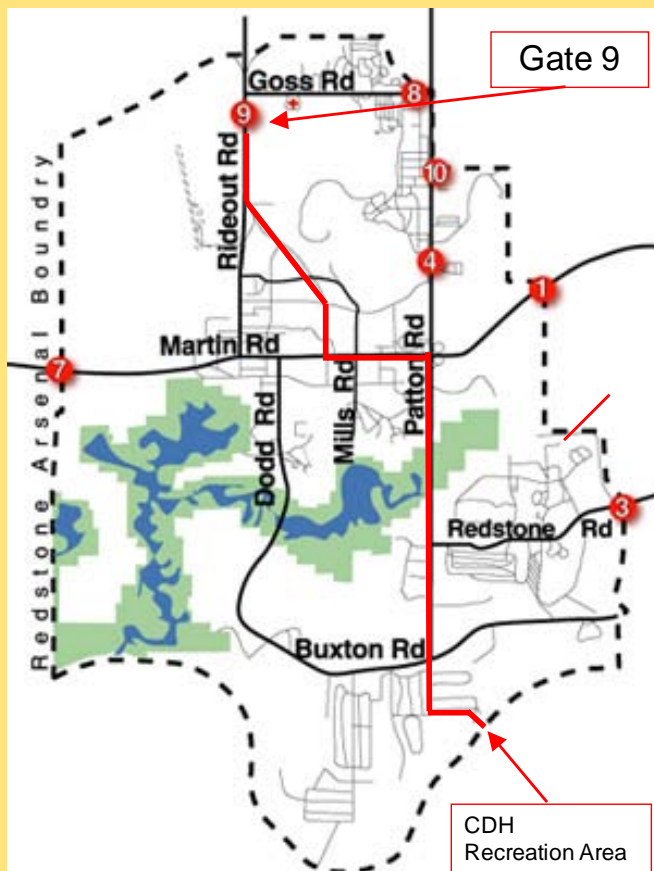 Gate 9
Goss Rd
8
9
10
Rideout Rd
4
1
Redstone Arsenal Boundry
Martin Rd
Patton Rd
7
Dodd Rd
Mills Rd
3
Redstone Rd
Buxton Rd
CDH
Recreation Area